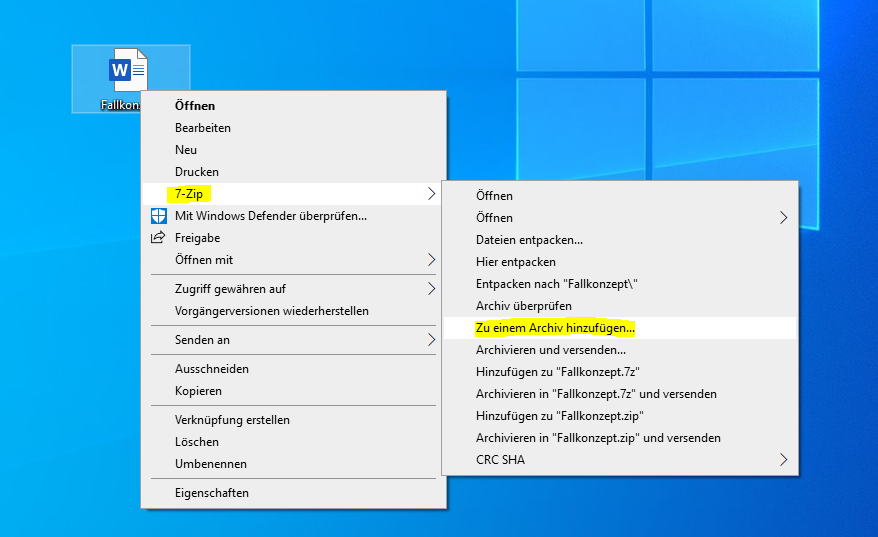 W
Fallkon
Öffnen
Bearbeiten
Neu
Drucken
7-Zip
Mit Windows Defender überprüfen...
Freigabe
Öffnen mit
Zugriff gewähren auf
Vorgängerversionen wiederherstellen
Senden an
Ausschneiden
Kopieren
Verknüpfung erstellen
Löschen
Umbenennen
Eigenschaften
Öffnen
Öffnen
Dateien entpacken...
Hier entpacken
Entpacken nach "Fallkonzept\"
Archiv überprüfen
Zu einem Archiv hinzufügen...
Archivieren und versenden...
Hinzufügen zu "Fallkonzept.7z"
Archivieren in "Fallkonzept.7z" und versenden
Hinzufügen zu "Fallkonzept.zip"
Archivieren in "Fallkonzept.zip" und versenden
CRC SHA